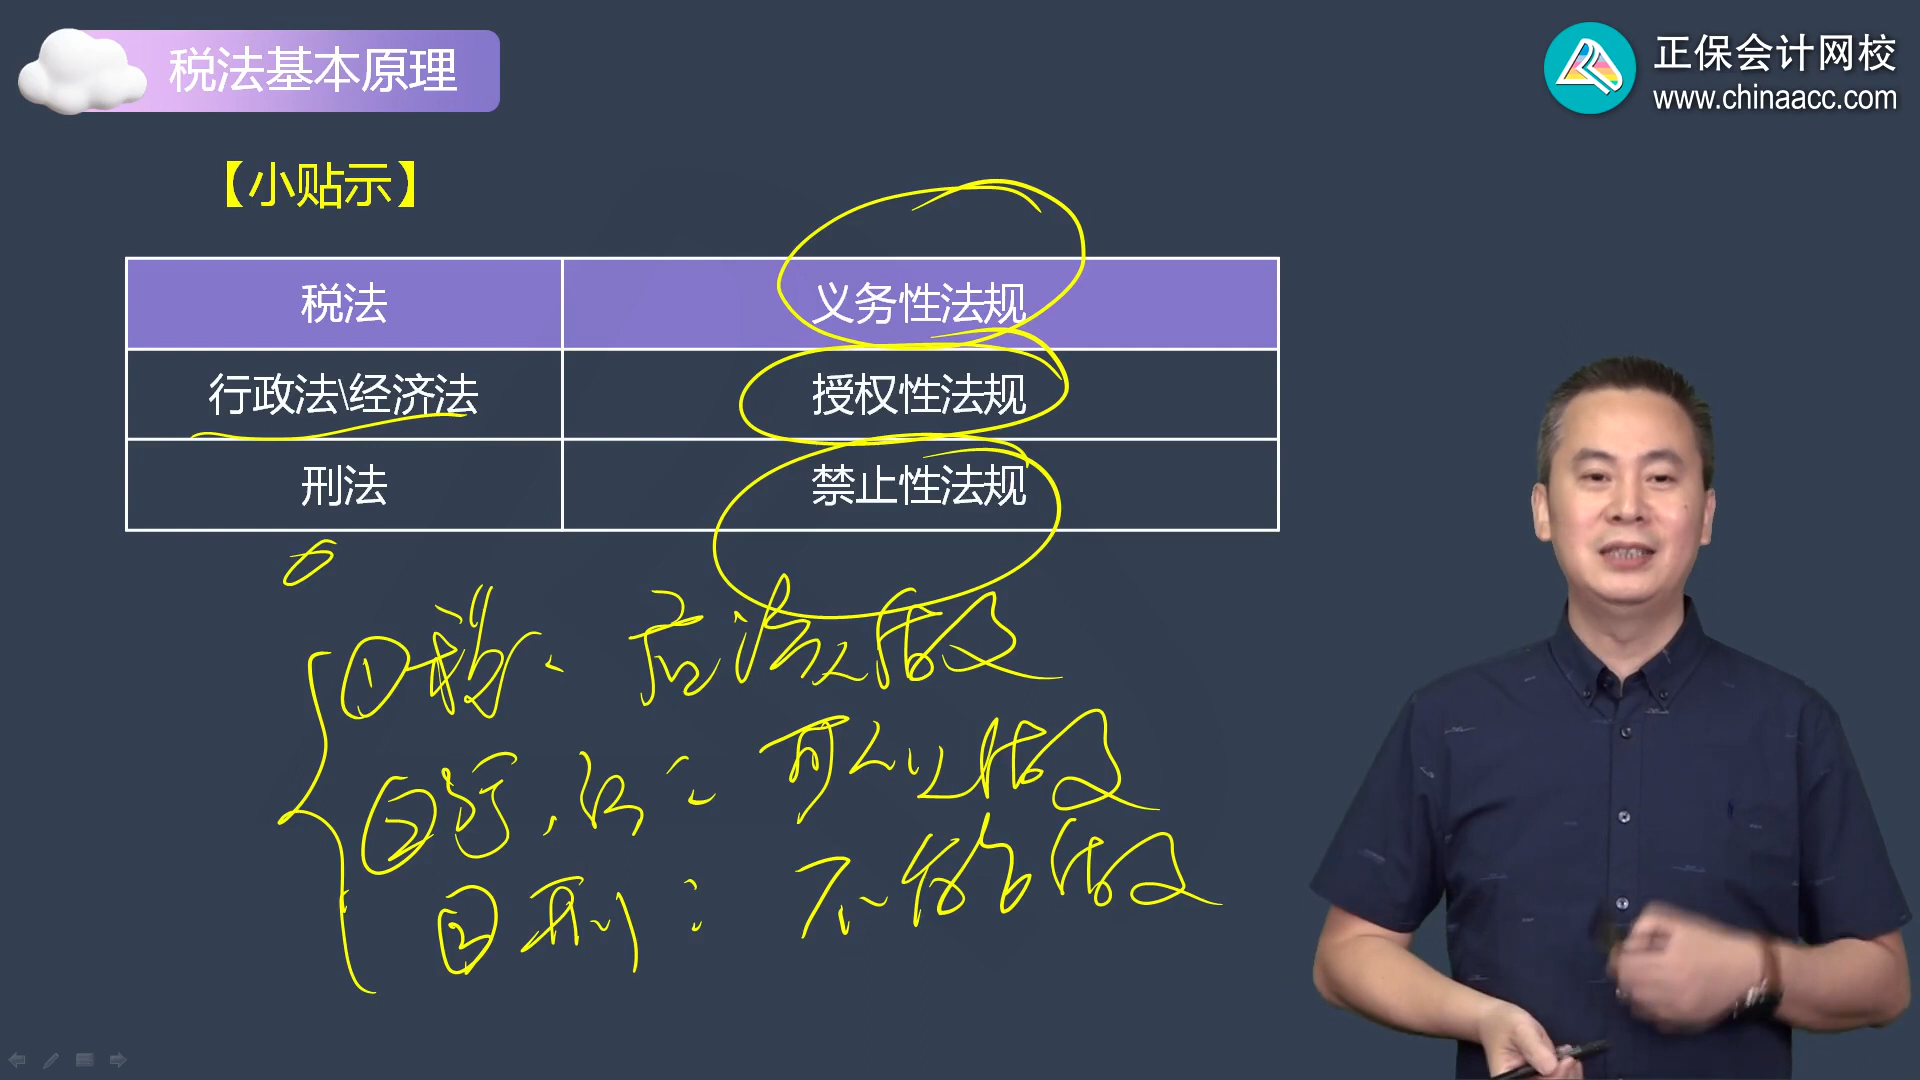 税法基本原理
正保会计网校
www.chinaacc.com
【小贴示】
税法 义务性法规
行政法\经济法 授权性法规
刑法 禁止性法规
①税: 应该做
②行,经: 可以做
③刑: 不能做